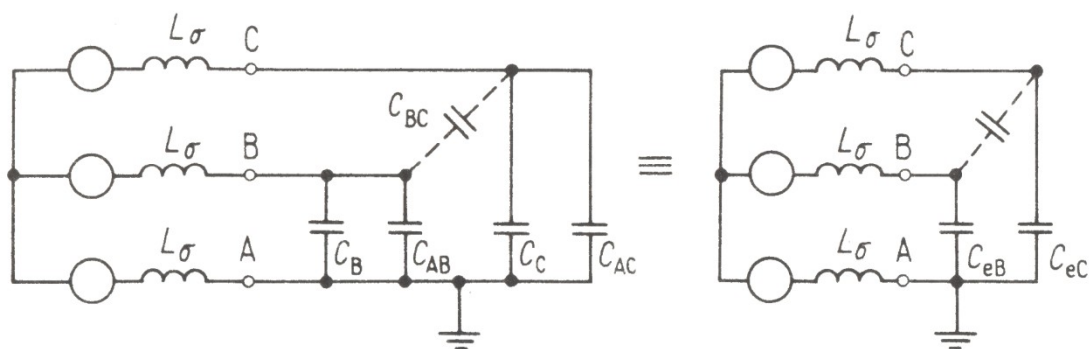 Lσ C
C_BC
Lσ B
Lσ A
C_B C_AB C_C C_AC
≡
Lσ C
Lσ B
Lσ A
C_eB C_eC